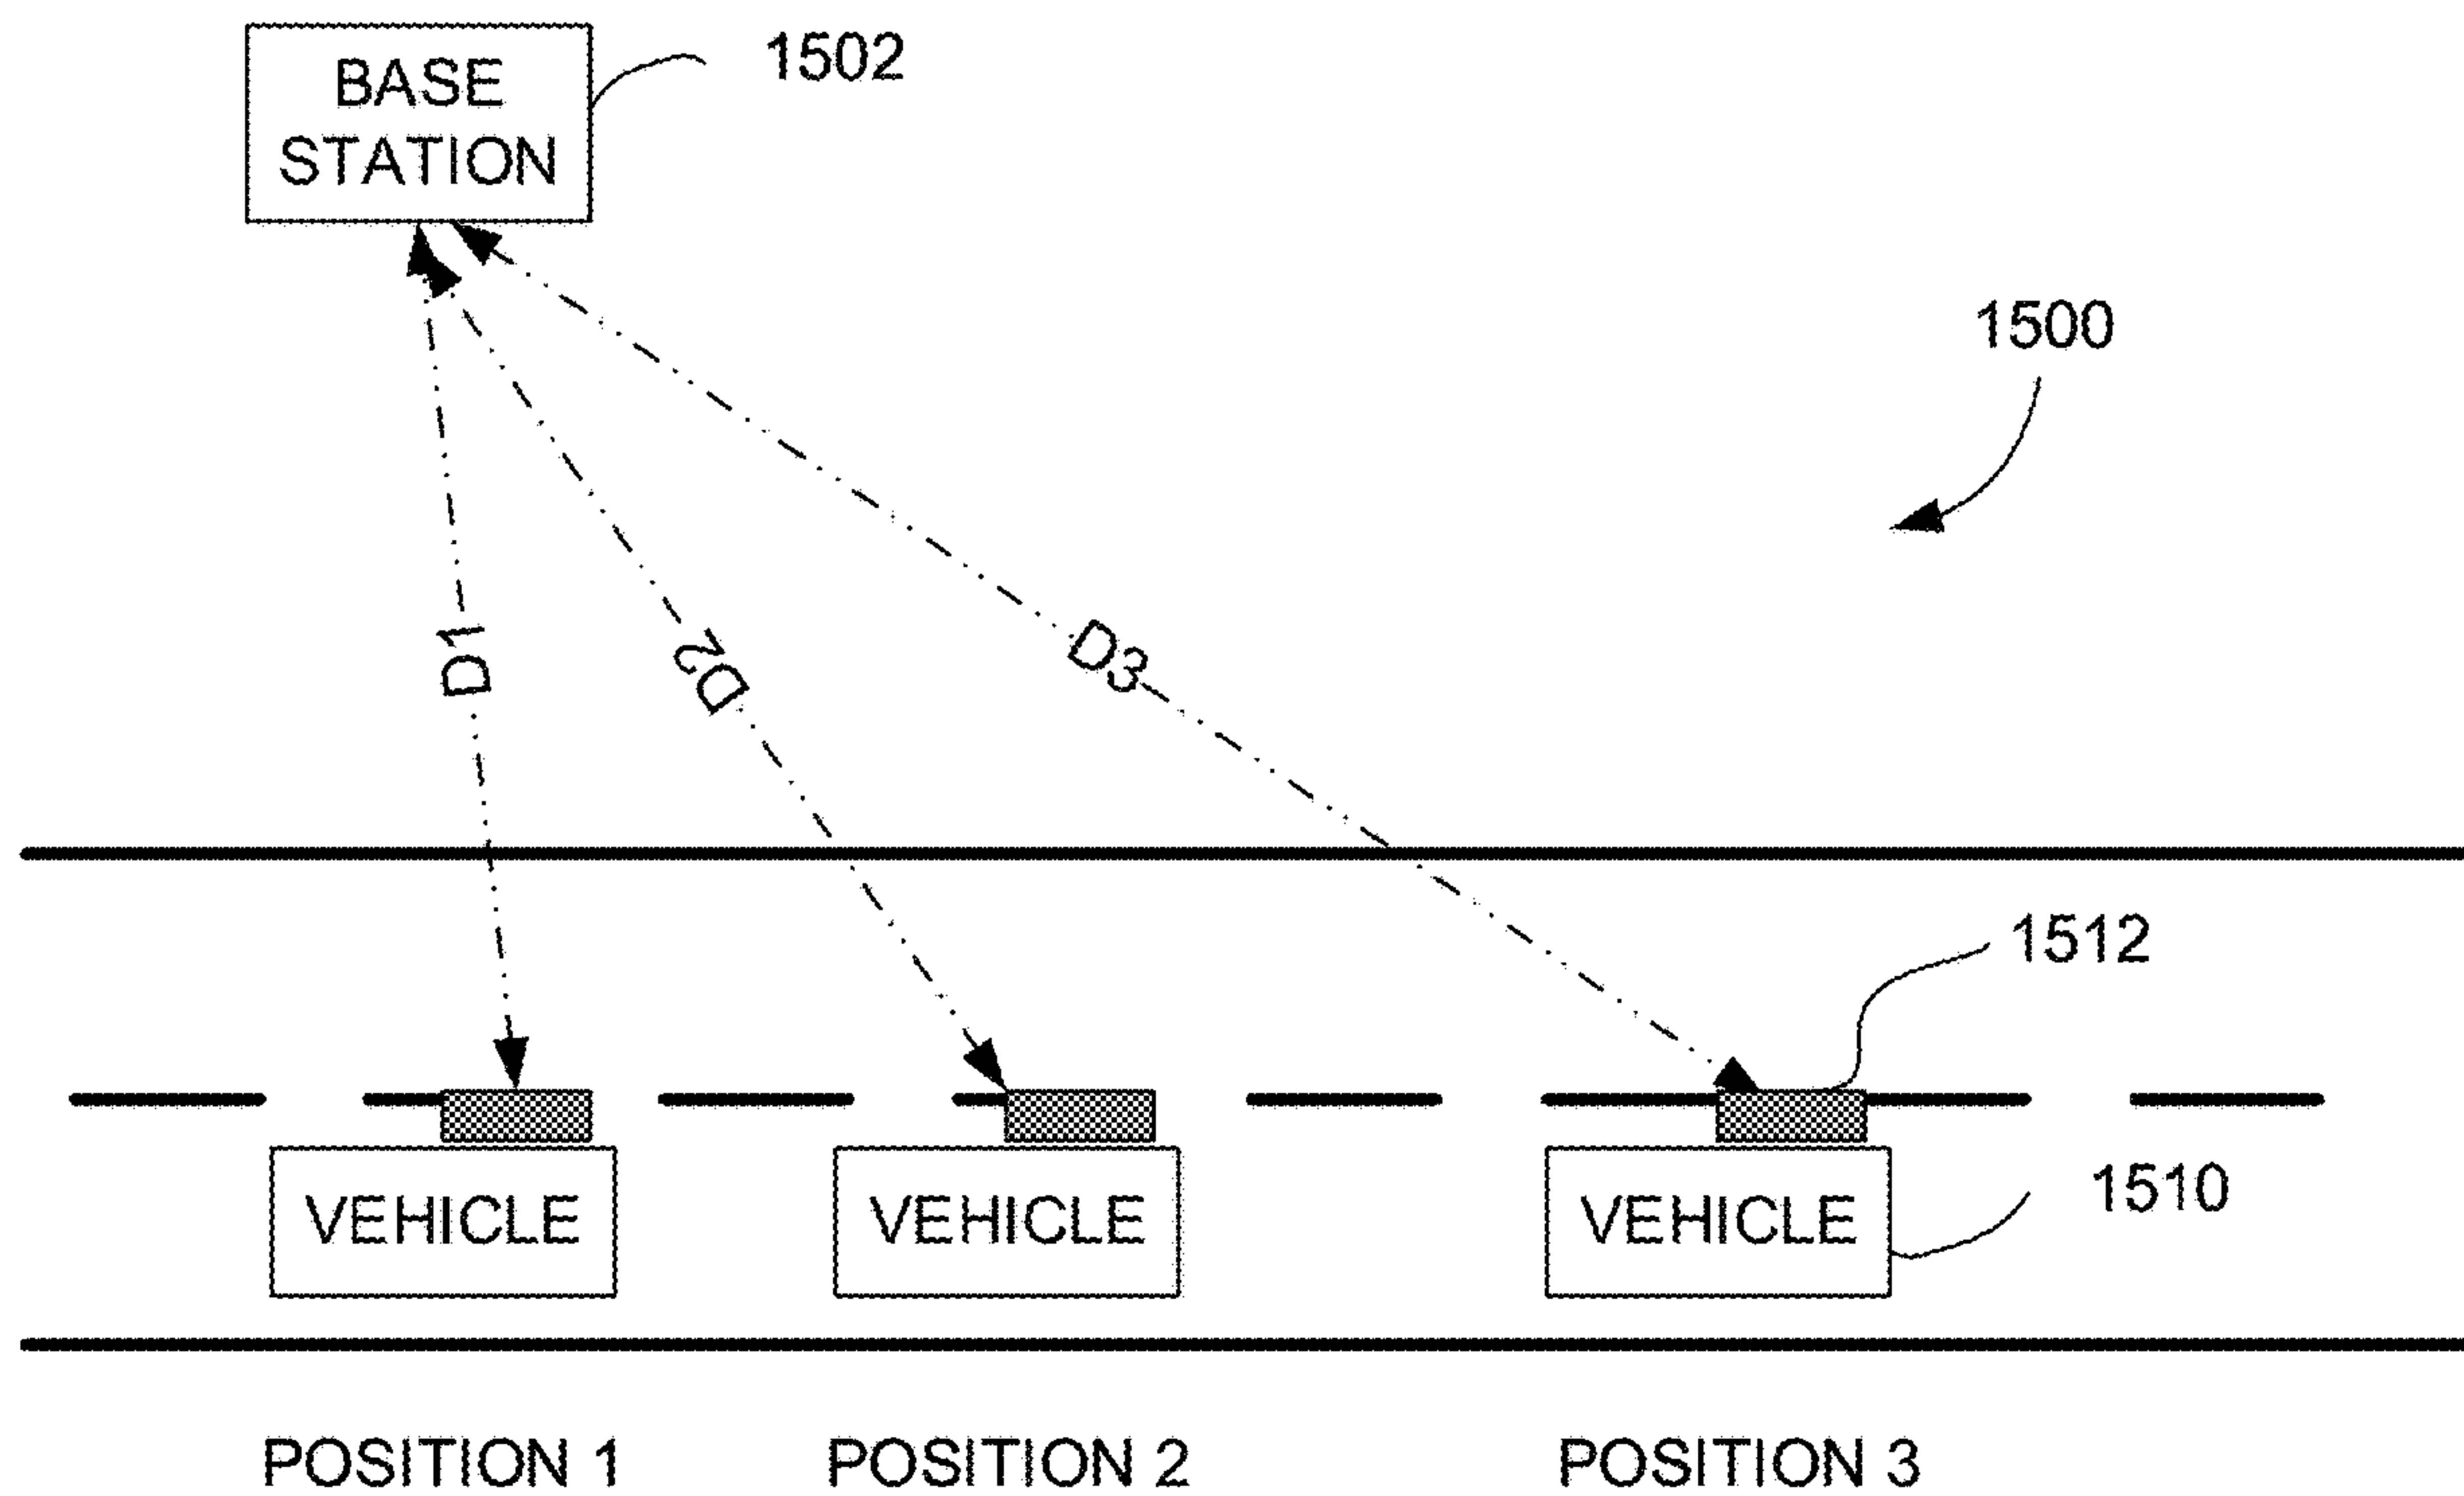 BASE
STATION
1502
1500
D1
D2
D3
1512
VEHICLE
VEHICLE
VEHICLE
1510
POSITION 1
POSITION 2
POSITION 3